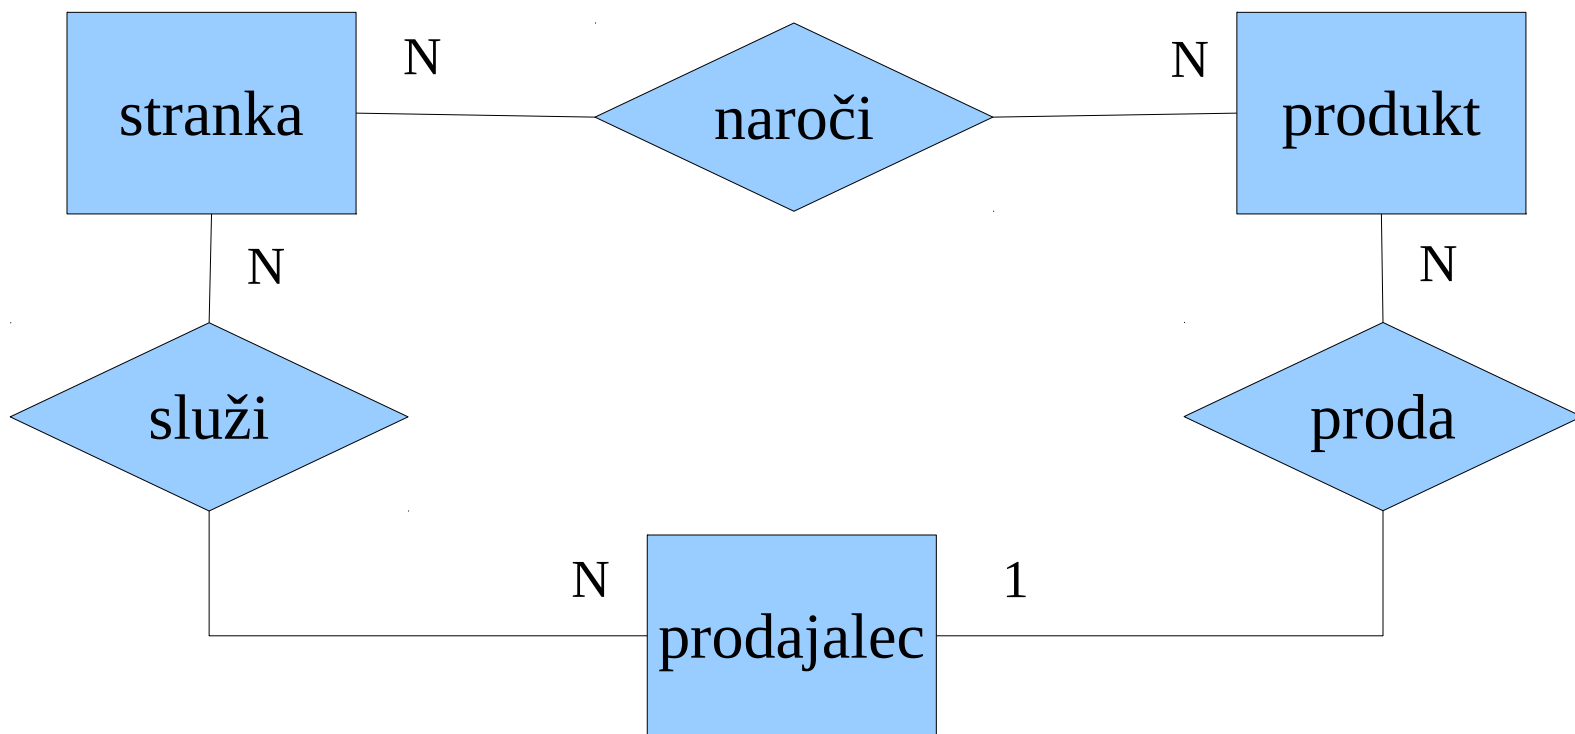 N
N
stranka
naroči
produkt
N
N
služi
proda
N
1
prodajalec